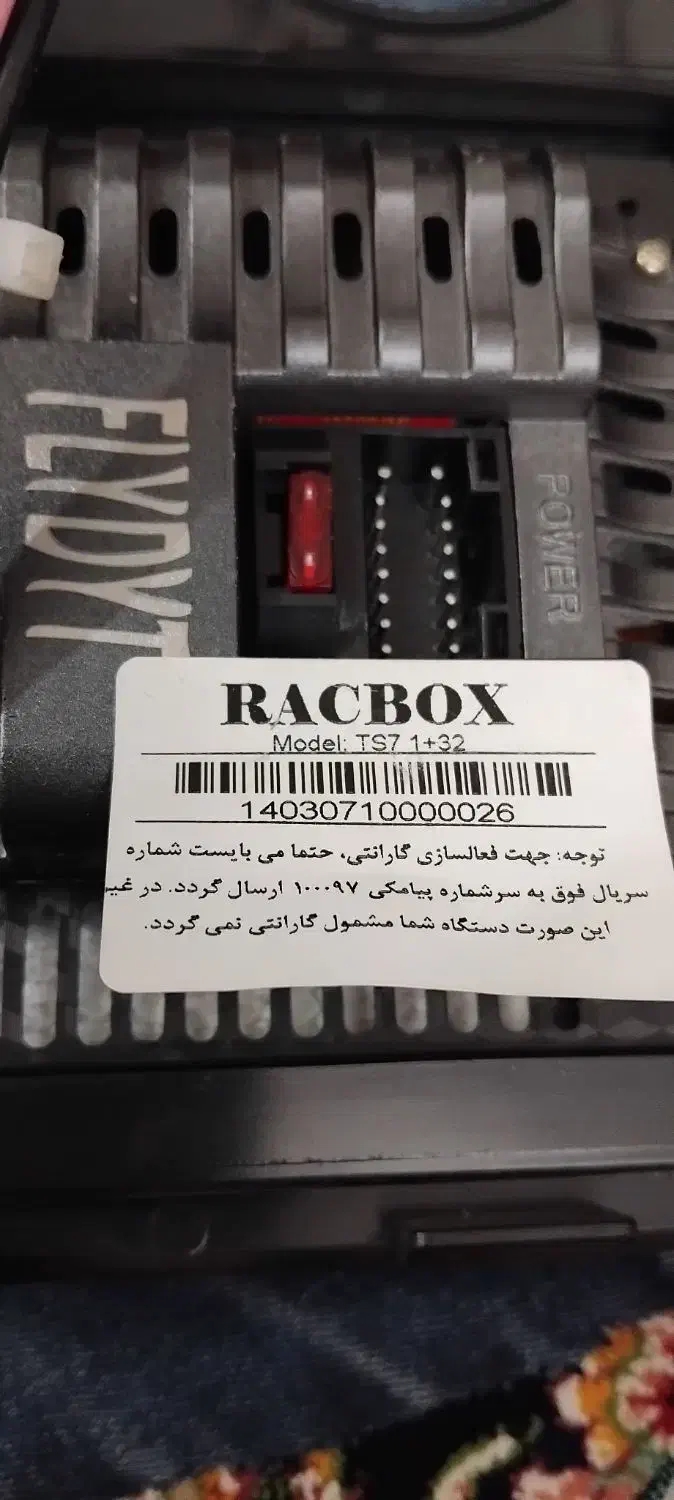 FLYDYT
POWER
RACBOX
Model: TS7 1+32
14030710000026
توجه: جهت فعالسازی گارانتی، حتما می بایست شماره
سریال فوق به سرشماره پیامکی ۱۰۰۰۹۷ ارسال گردد. در غیر
این صورت دستگاه شما مشمول گارانتی نمی گردد.